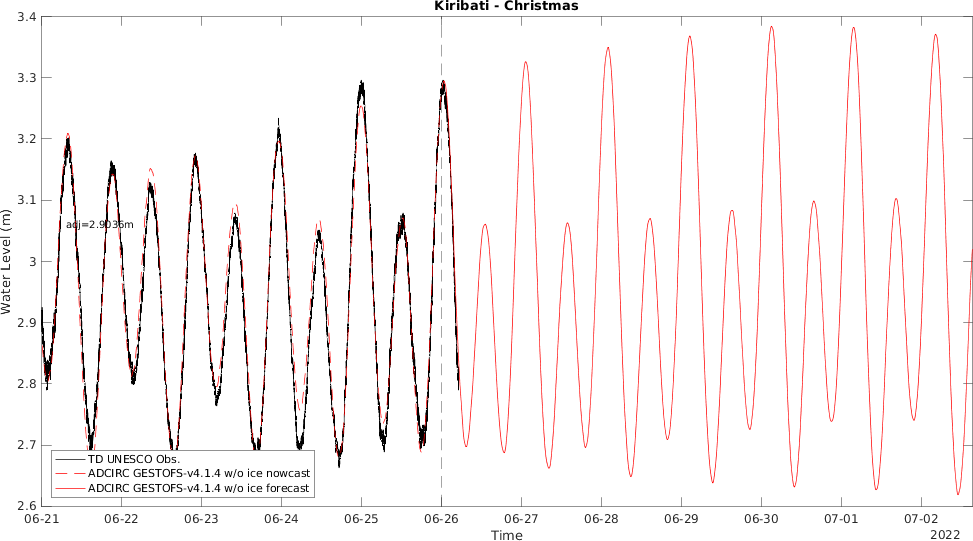 Kiribati - Christmas
3.4
3.3
3.2
3.1
3
2.9
2.8
2.7
2.6
Water Level (m)
adj=2.9036m
TD UNESCO Obs.
ADCIRC GESTOFS-v4.1.4 w/o ice nowcast
ADCIRC GESTOFS-v4.1.4 w/o ice forecast
06-21 06-22 06-23 06-24 06-25 06-26 06-27 06-28 06-29 06-30 07-01 07-02
Time
2022